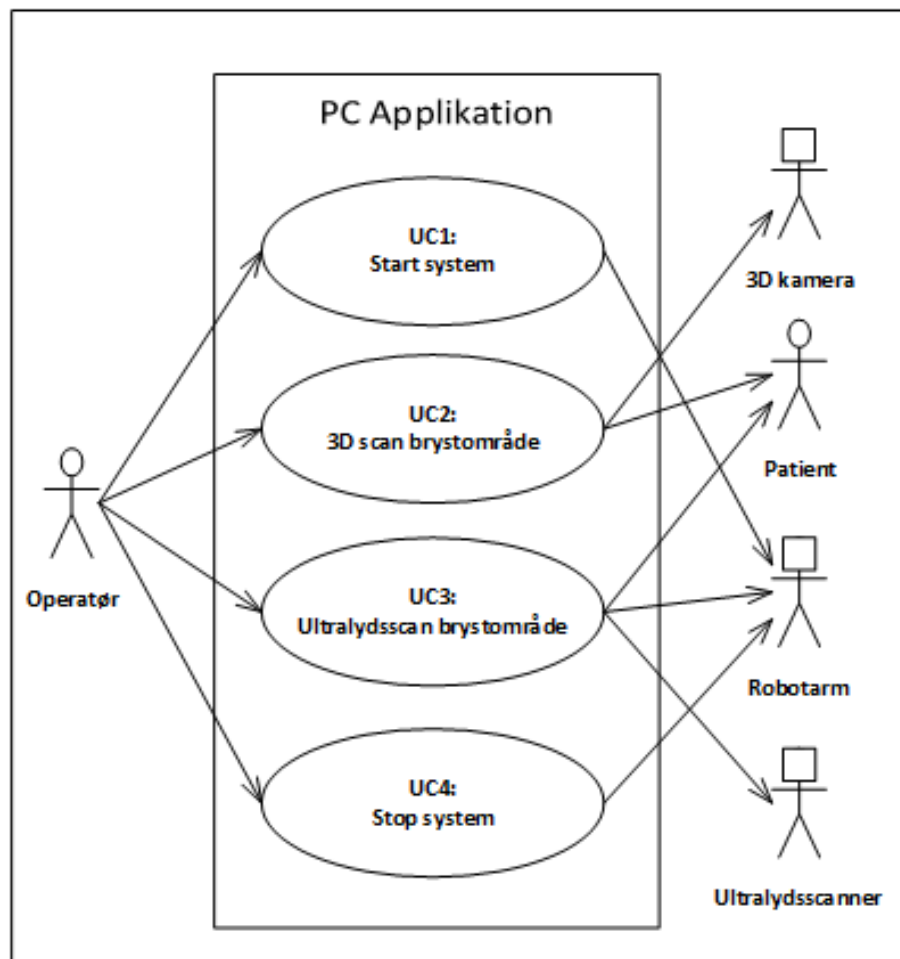 PC Applikation
UC1:
Start system
3D kamera
UC2:
3D scan brystområde
Patient
Operatør
UC3:
Ultralydsscan brystområde
Robotarm
UC4:
Stop system
Ultralydsscanner